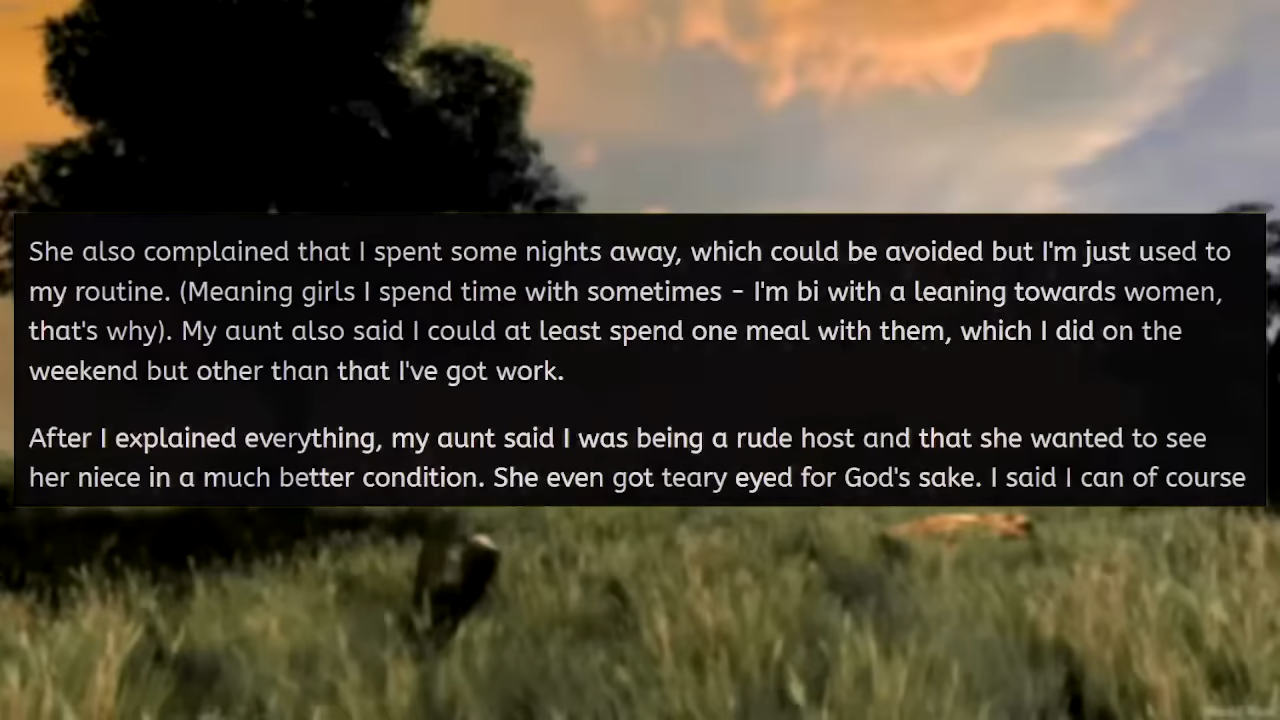 She also complained that I spent some nights away, which could be avoided but I'm just used to
my routine. (Meaning girls I spend time with sometimes - I'm bi with a leaning towards women,
that's why). My aunt also said I could at least spend one meal with them, which I did on the
weekend but other than that I've got work.
After I explained everything, my aunt said I was being a rude host and that she wanted to see
her niece in a much better condition. She even got teary eyed for God's sake. I said I can of course